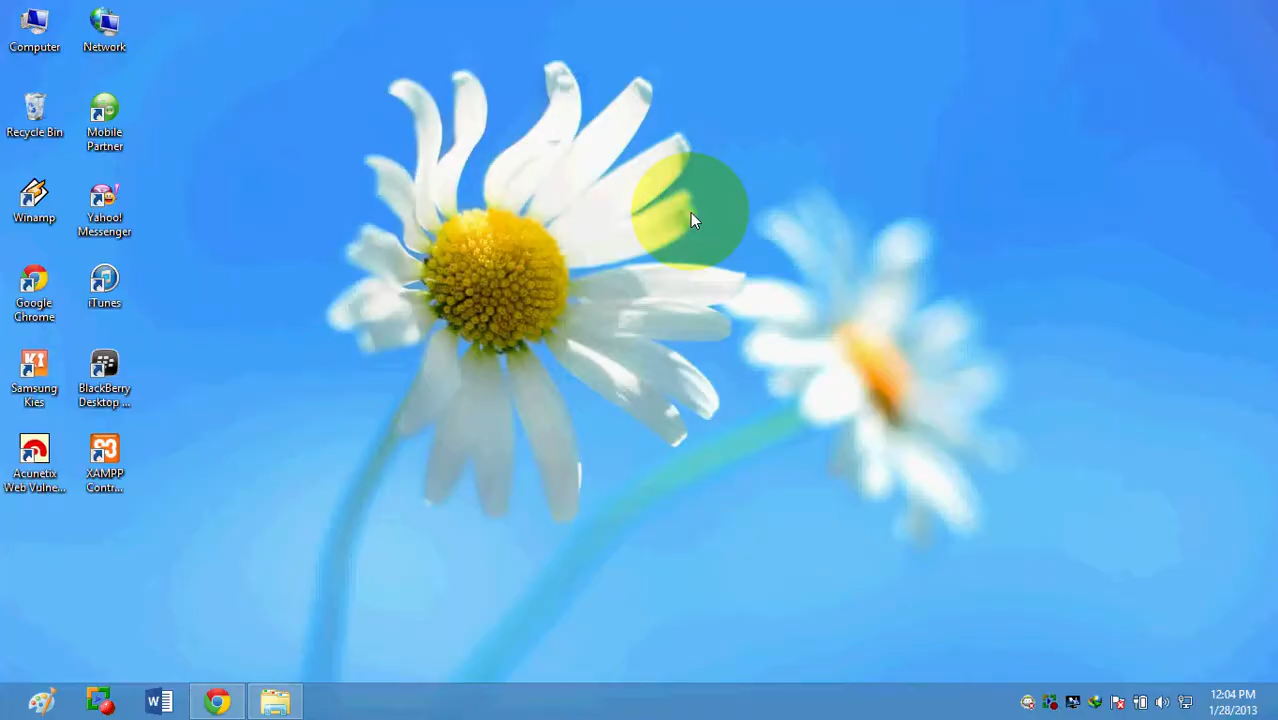 Computer
Network
Recycle Bin
Mobile
Partner
Winamp
Yahoo!
Messenger
Google
Chrome
iTunes
Samsung
Kies
BlackBerry
Desktop ...
Acunetix
Web Vulne...
XAMPP
Contr...
12:04 PM
1/28/2013